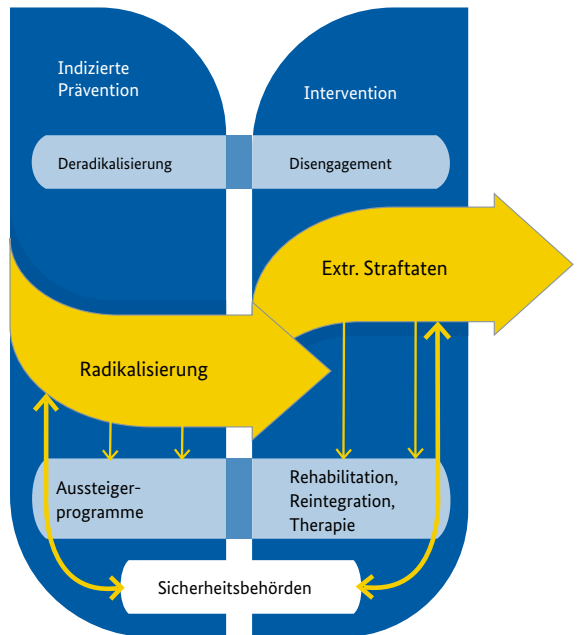 Indizierte
Prävention
Intervention
Deradikalisierung
Disengagement
Extr. Straftaten
Radikalisierung
Aussteiger-
programme
Rehabilitation,
Reintegration,
Therapie
Sicherheitsbehörden